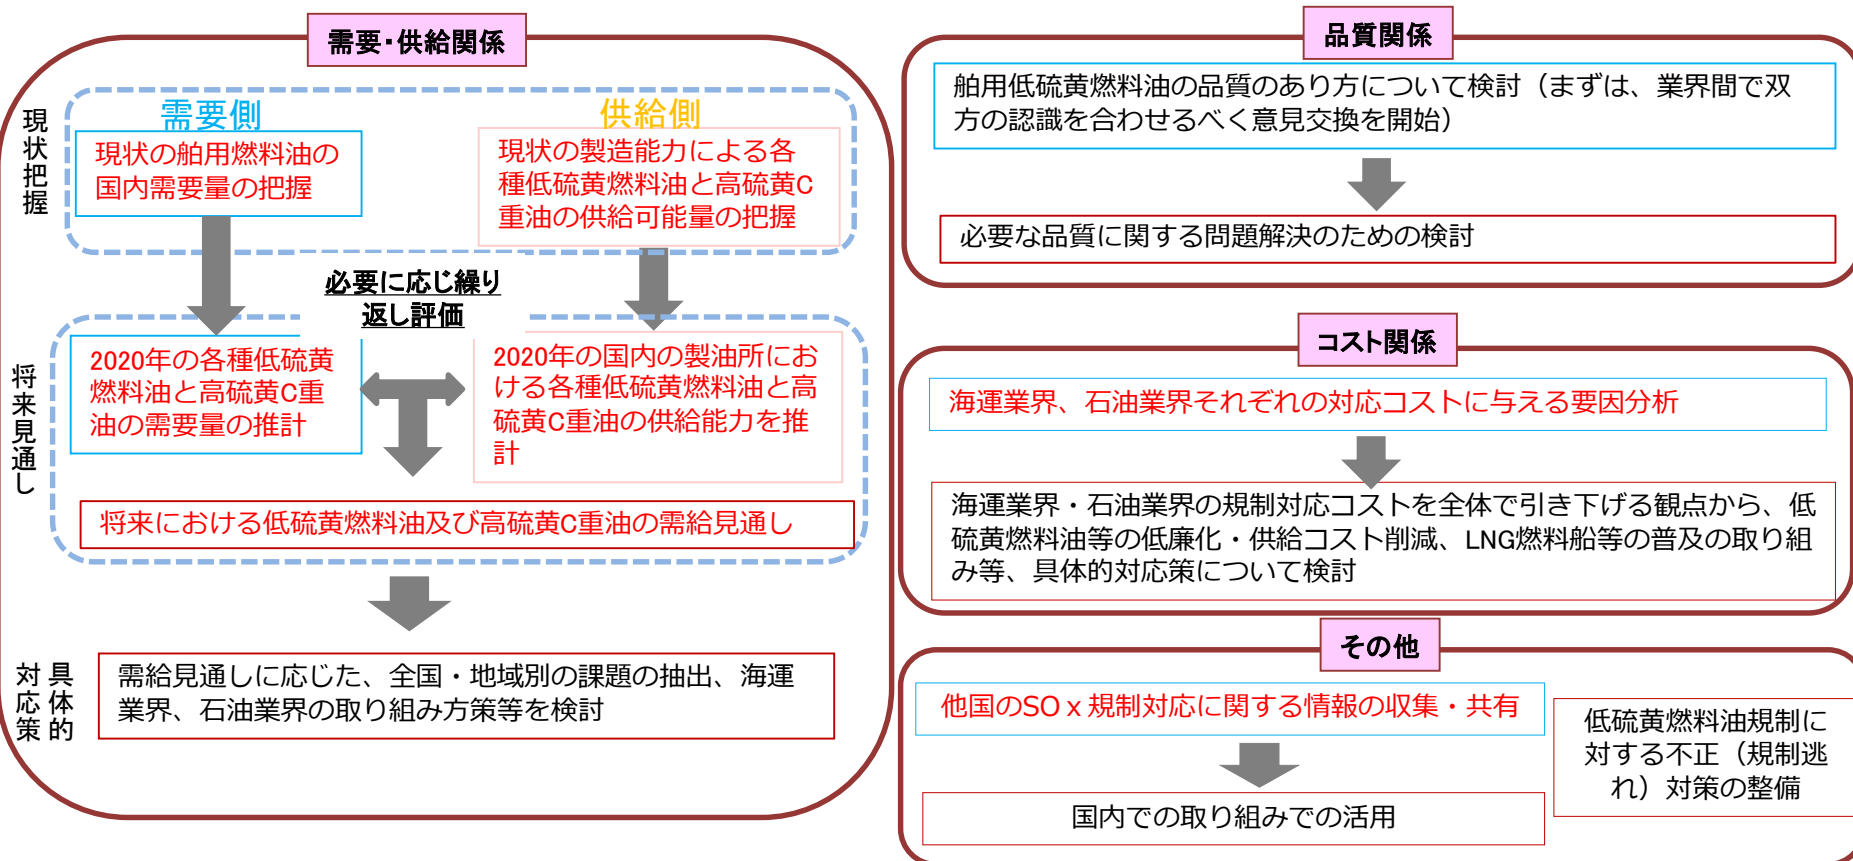 需要・供給関係
現状把握
需要側
現状の舶用燃料油の
国内需要量の把握
供給側
現状の製造能力による各
種低硫黄燃料油と高硫黄C
重油の供給可能量の把握
必要に応じ繰り
返し評価
将来見通し
2020年の各種低硫黄
燃料油と高硫黄C重
油の需要量の推計
2020年の国内の製油所にお
ける各種低硫黄燃料油と高
硫黄C重油の供給能力を推
計
将来における低硫黄燃料油及び高硫黄C重油の需給見通し
具体的
対応策
需給見通しに応じた、全国・地域別の課題の抽出、海運
業界、石油業界の取り組み方策等を検討
品質関係
舶用低硫黄燃料油の品質のあり方について検討（まずは、業界間で双
方の認識を合わせるべく意見交換を開始）
必要な品質に関する問題解決のための検討
コスト関係
海運業界、石油業界それぞれの対応コストに与える要因分析
海運業界・石油業界の規制対応コストを全体で引き下げる観点から、低
硫黄燃料油等の低廉化・供給コスト削減、LNG燃料船等の普及の取り組
み等、具体的対応策について検討
その他
他国のSOｘ規制対応に関する情報の収集・共有
国内での取り組みでの活用
低硫黄燃料油規制に
対する不正（規制逃
れ）対策の整備